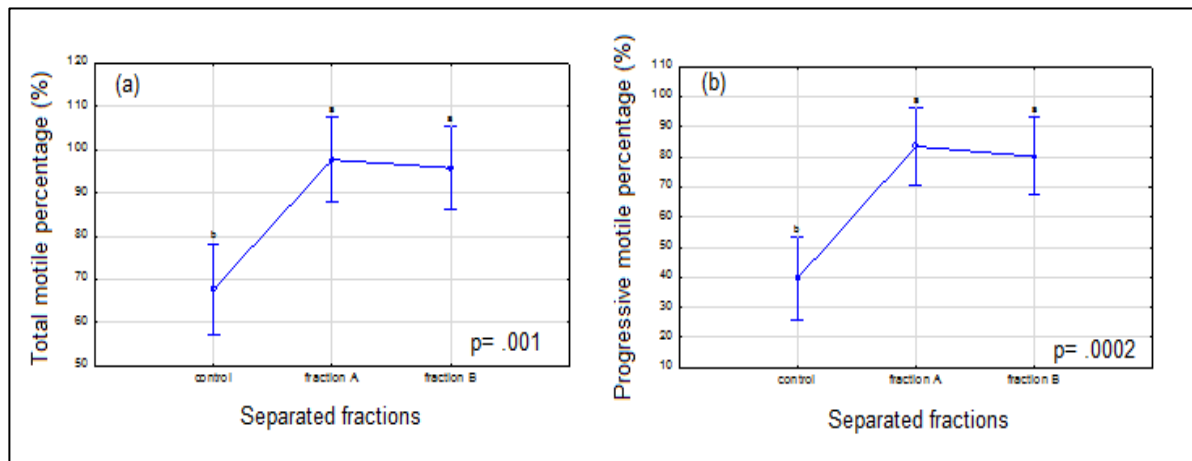 (a)
Total motile percentage (%)
120
110
100
90
80
70
60
50
b
a
a
p= .001
control fraction A fraction B
Separated fractions
(b)
Progressive motile percentage (%)
110
100
90
80
70
60
50
40
30
20
10
b
a
a
p= .0002
control fraction A fraction B
Separated fractions